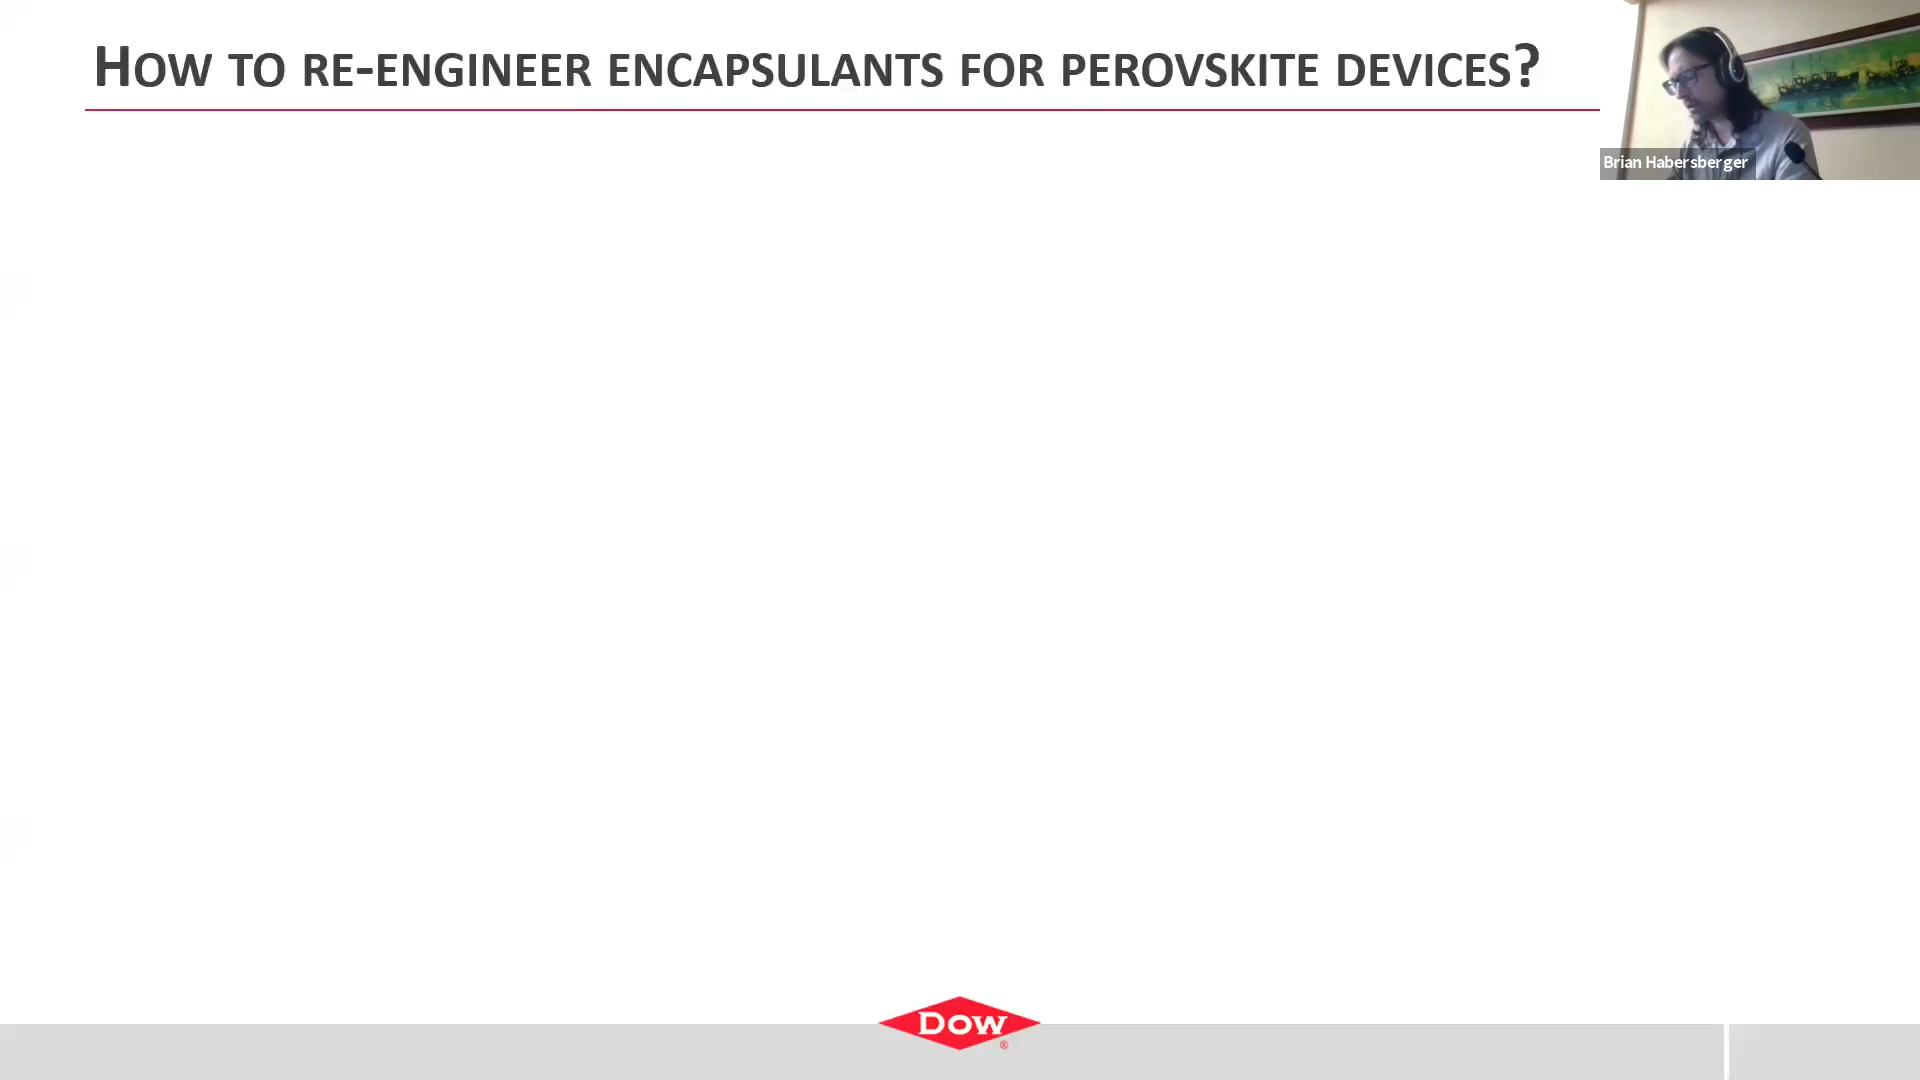 How to re-engineer encapsulants for perovskite devices?
Brian Habersberger
Dow
®